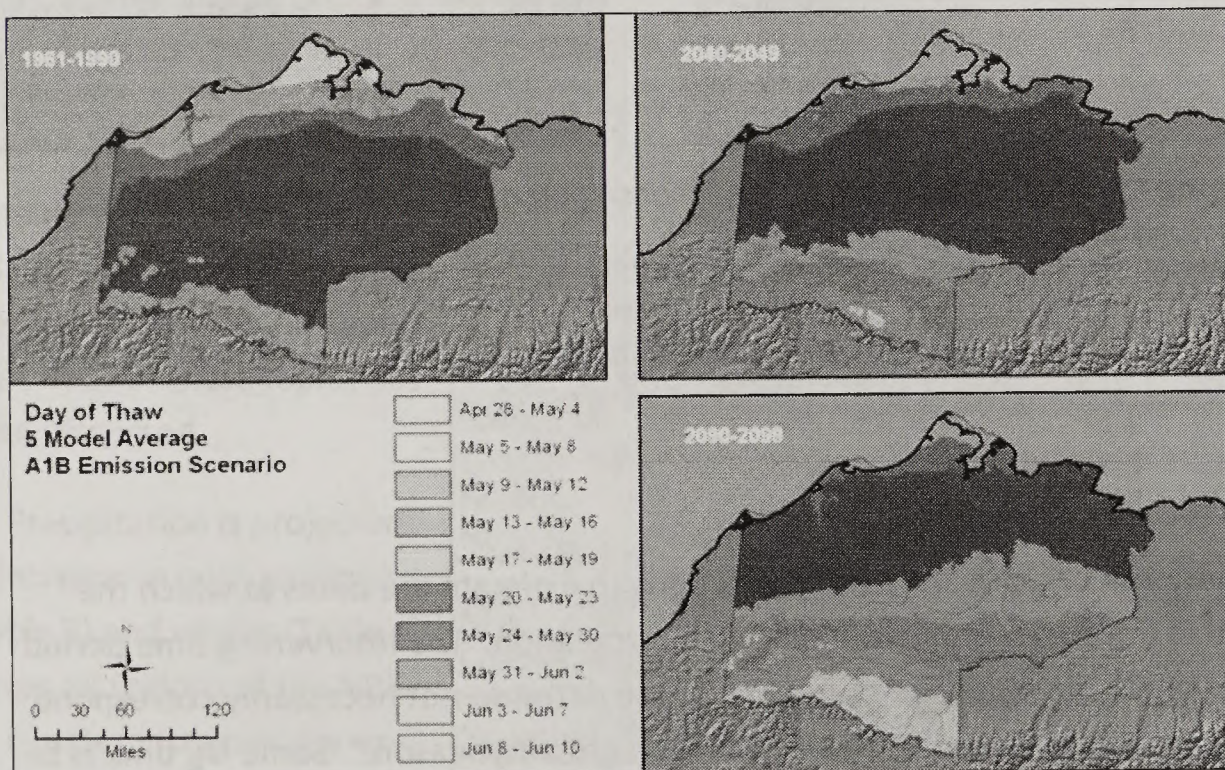 1961-1990
2040-2049
Day of Thaw
5 Model Average
A1B Emission Scenario
Apr 28 - May 4
May 5 - May 8
May 9 - May 12
May 13 - May 16
May 17 - May 19
May 20 - May 23
May 24 - May 30
May 31 - Jun 2
Jun 3 - Jun 7
Jun 8 - Jun 10
N
0 30 60 120
Miles
2090-2099